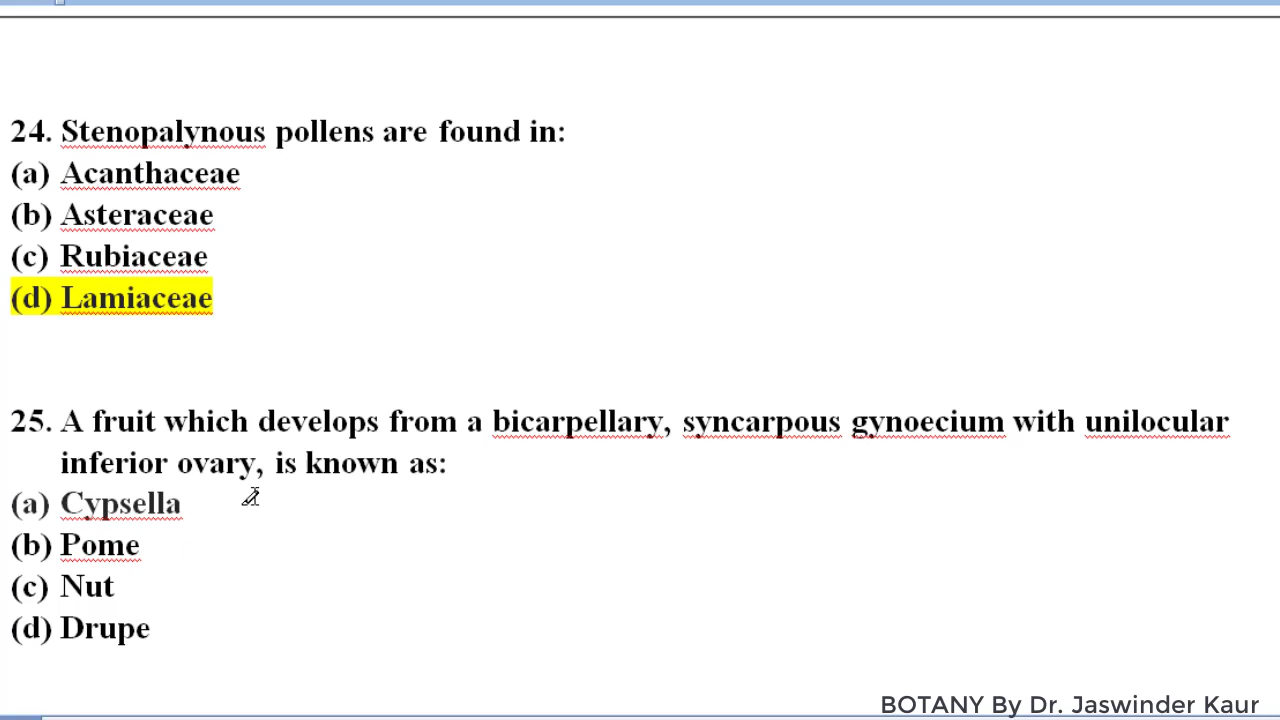 24. Stenopalynous pollens are found in:
(a) Acanthaceae
(b) Asteraceae
(c) Rubiaceae
(d) Lamiaceae
25. A fruit which develops from a bicarpellary, syncarpous gynoecium with unilocular
inferior ovary, is known as:
(a) Cypsella
(b) Pome
(c) Nut
(d) Drupe
BOTANY By Dr. Jaswinder Kaur